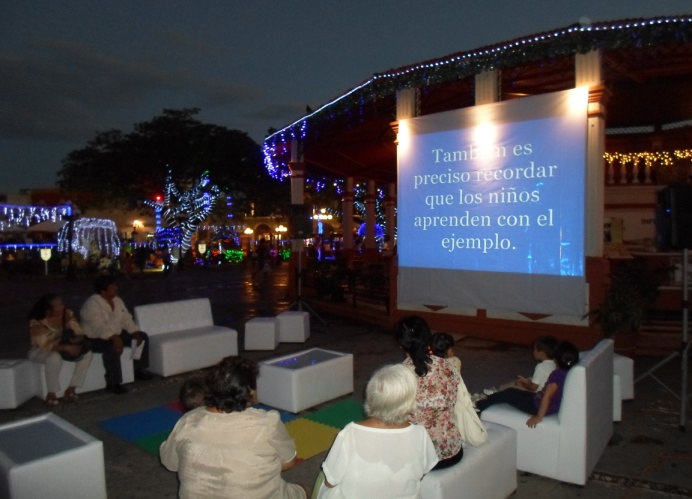 También es
preciso recordar
que los niños
aprenden con el
ejemplo.